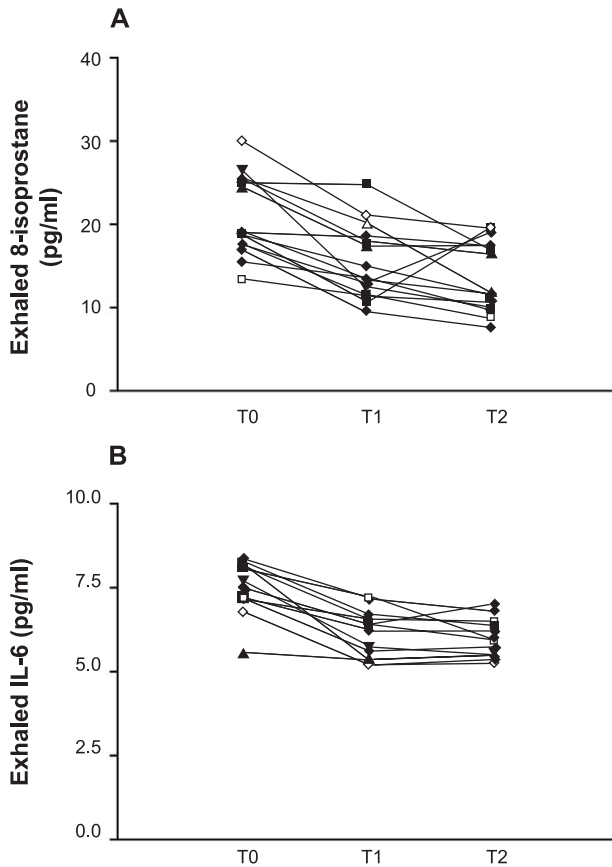 A
Exhaled 8-isoprostane
(pg/ml)
40
30
20
10
0
T0 T1 T2
B
Exhaled IL-6 (pg/ml)
10.0
7.5
5.0
2.5
0.0
T0 T1 T2